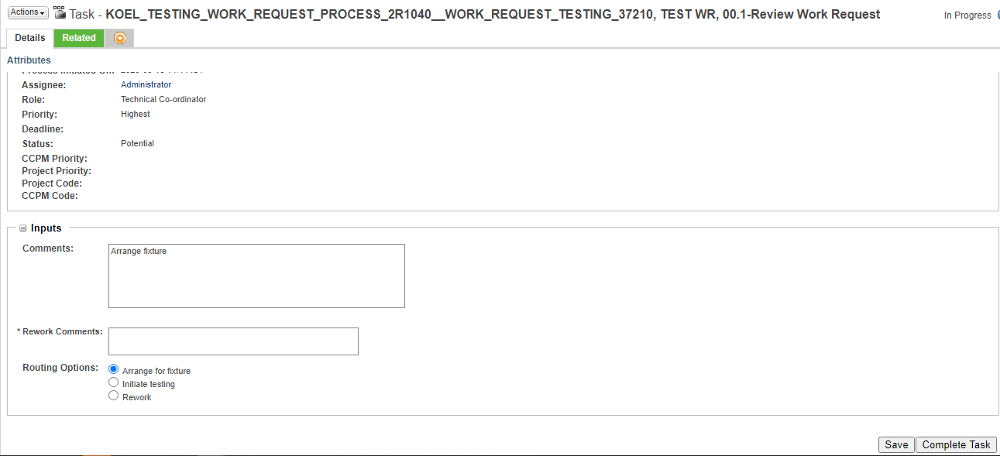 Actions
Task - KOEL_TESTING_WORK_REQUEST_PROCESS_2R1040__WORK_REQUEST_TESTING_37210, TEST WR, 00.1-Review Work Request
In Progress
Details Related
Attributes
Assignee: Administrator
Role: Technical Co-ordinator
Priority: Highest
Deadline:
Status: Potential
CCPM Priority:
Project Priority:
Project Code:
CCPM Code:
Inputs
Comments: Arrange fixture
* Rework Comments:
Routing Options: Arrange for fixture
Initiate testing
Rework
Save Complete Task